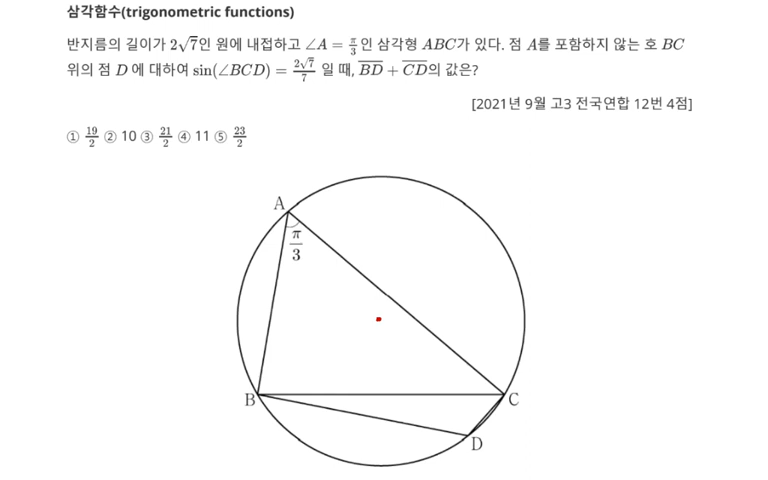 삼각함수(trigonometric functions)
반지름의 길이가 2√7인 원에 내접하고 ∠A = π/3 인 삼각형 ABC가 있다. 점 A를 포함하지 않는 호 BC
위의 점 D 에 대하여 sin(∠BCD) = 2√7/7 일 때, B̅D̅ + C̅D̅의 값은?
[2021년 9월 고3 전국연합 12번 4점]
① 19/2 ② 10 ③ 21/2 ④ 11 ⑤ 23/2
A
π/3
B
C
D